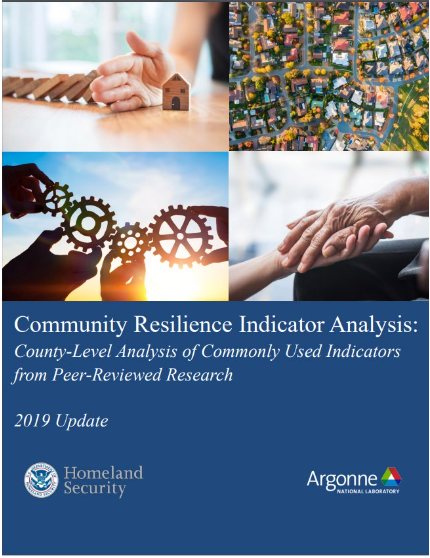 Community Resilience Indicator Analysis:
County-Level Analysis of Commonly Used Indicators
from Peer-Reviewed Research
2019 Update
Homeland
Security
Argonne
NATIONAL LABORATORY